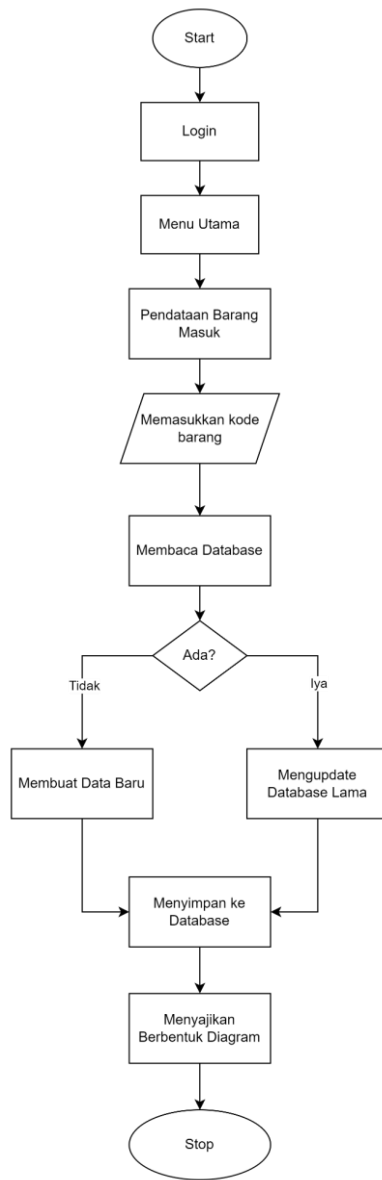 Start
Login
Menu Utama
Pendataan Barang
Masuk
Memasukkan kode
barang
Membaca Database
Ada?
Tidak
Iya
Membuat Data Baru
Mengupdate
Database Lama
Menyimpan ke
Database
Menyajikan
Berbentuk Diagram
Stop